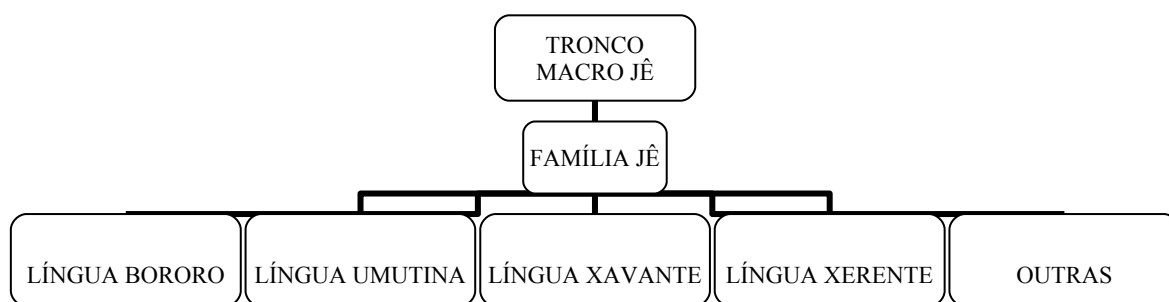 TRONCO
MACRO JÊ
FAMÍLIA JÊ
LÍNGUA BORORO
LÍNGUA UMUTINA
LÍNGUA XAVANTE
LÍNGUA XERENTE
OUTRAS